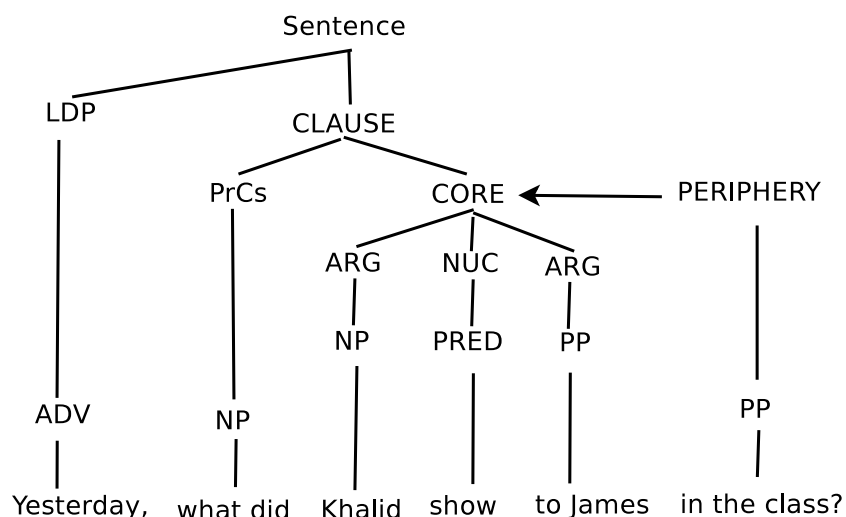 Sentence
LDP
CLAUSE
PrCs CORE PERIPHERY
ARG NUC ARG
NP PRED PP
ADV NP PP
Yesterday, what did Khalid show to James in the class?